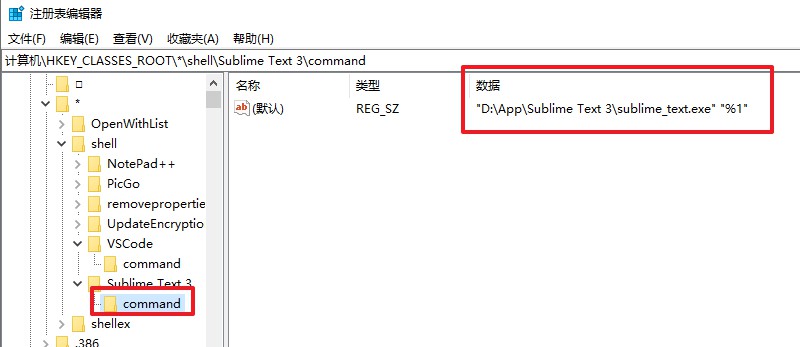 注册表编辑器
文件(F) 编辑(E) 查看(V) 收藏夹(A) 帮助(H)
计算机\HKEY_CLASSES_ROOT\*\shell\Sublime Text 3\command
*
OpenWithList
shell
NotePad++
PicGo
removepropertie
UpdateEncryptio
VSCode
command
Sublime Text 3
command
shellex
.386
名称 类型 数据
ab (默认) REG_SZ "D:\App\Sublime Text 3\sublime_text.exe" "%1"